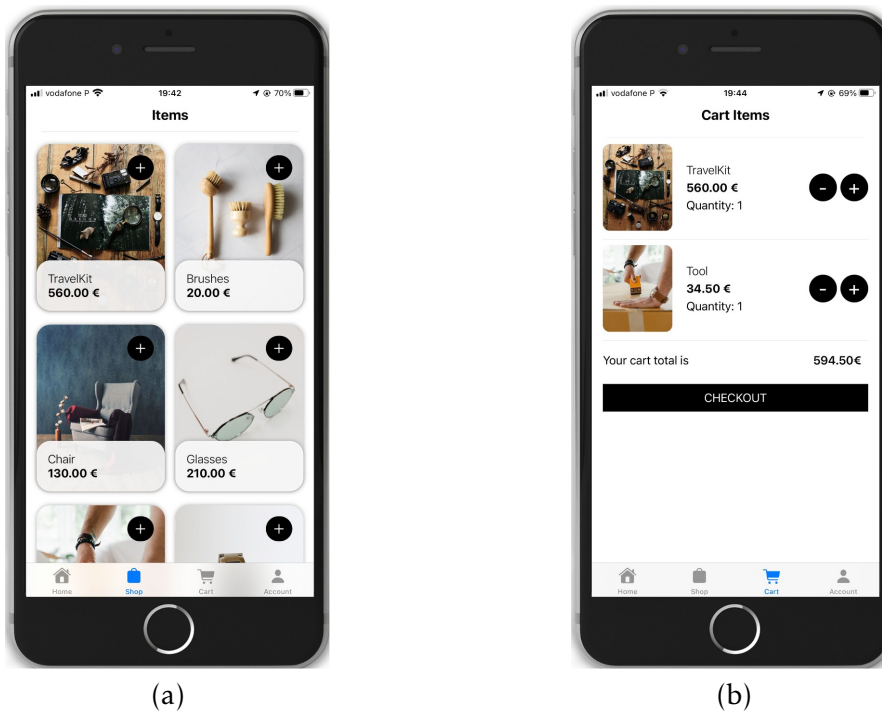 vodafone P 19:42 70%
Items
+ +
TravelKit Brushes
560.00 € 20.00 €
+ +
Chair Glasses
130.00 € 210.00 €
+ +
Home Shop Cart Account
(a)
vodafone P 19:44 69%
Cart Items
TravelKit
560.00 €
Quantity: 1
- +
Tool
34.50 €
Quantity: 1
- +
Your cart total is 594.50€
CHECKOUT
Home Shop Cart Account
(b)